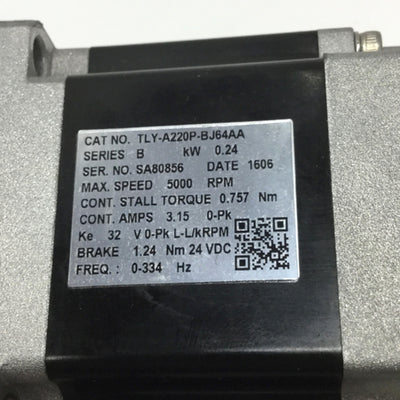 CAT NO. TLY-A220P-BJ64AA
SERIES B kW 0.24
SER. NO. SA80856 DATE 1606
MAX. SPEED 5000 RPM
CONT. STALL TORQUE 0.757 Nm
CONT. AMPS 3.15 0-Pk
Ke 32 V 0-Pk L-L/kRPM
BRAKE 1.24 Nm 24 VDC
FREQ. : 0-334 Hz